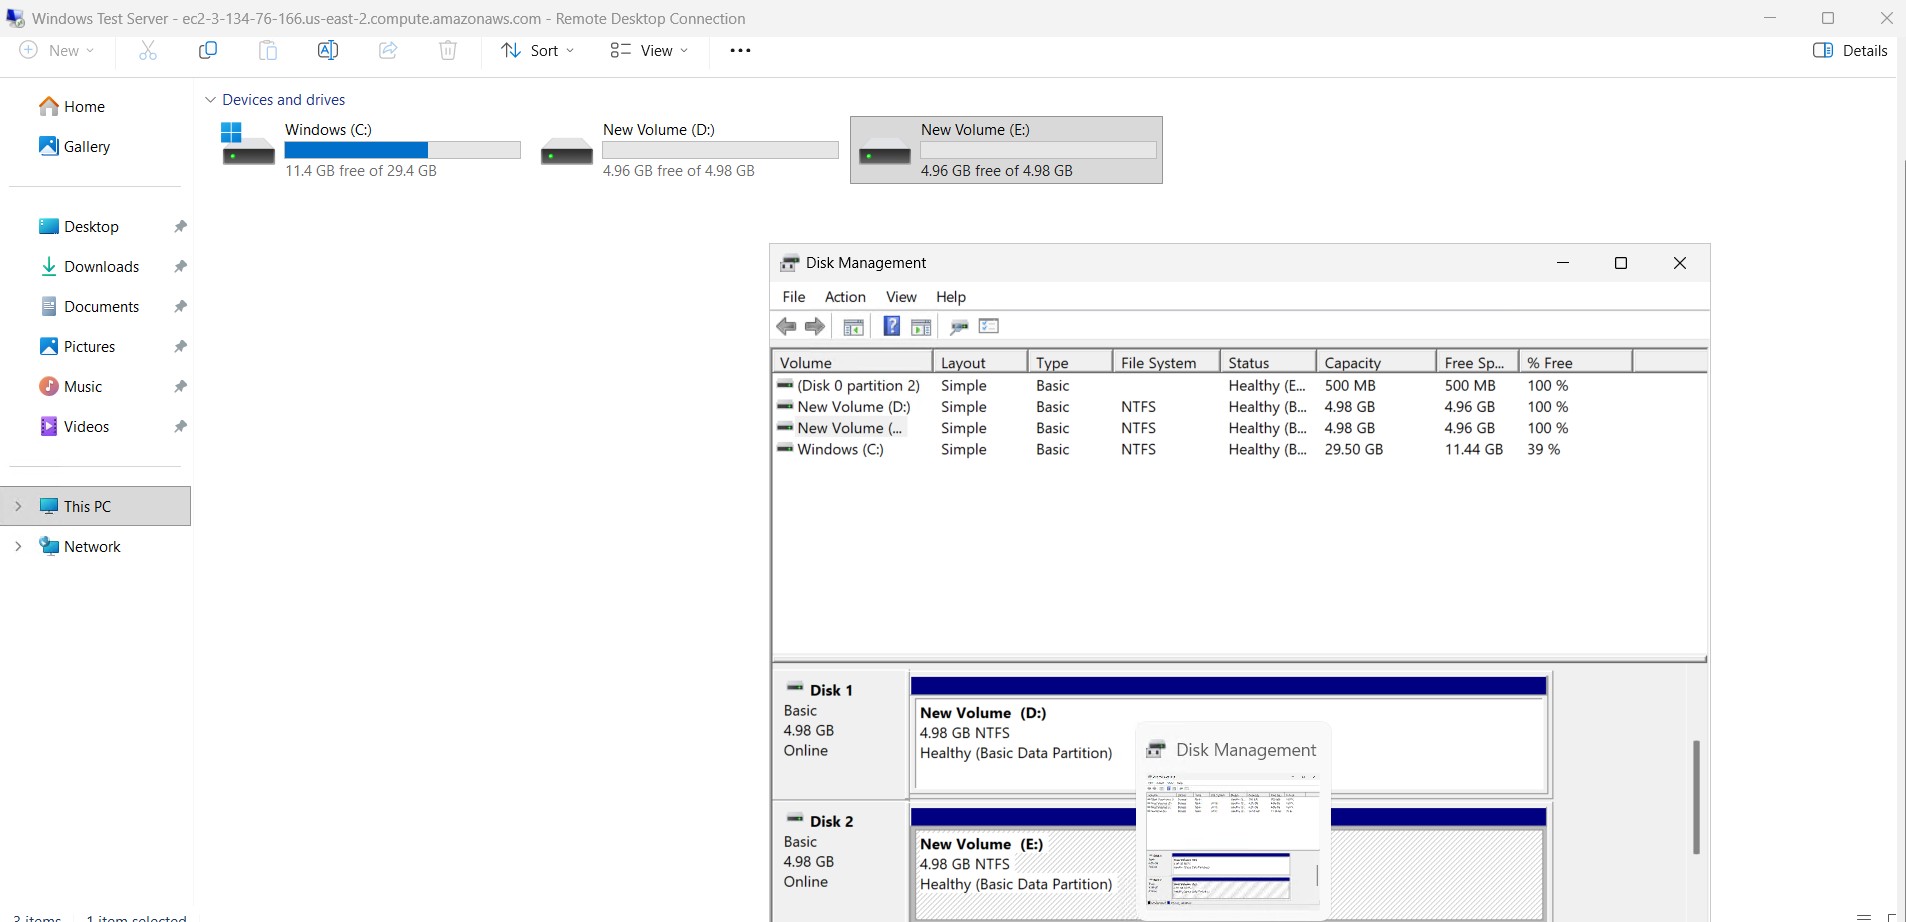 Windows Test Server - ec2-3-134-76-166.us-east-2.compute.amazonaws.com - Remote Desktop Connection
New Sort View ••• Details
Home
Gallery
Desktop
Downloads
Documents
Pictures
Music
Videos
This PC
Network
Devices and drives
Windows (C:)
11.4 GB free of 29.4 GB
New Volume (D:)
4.96 GB free of 4.98 GB
New Volume (E:)
4.96 GB free of 4.98 GB
Disk Management
File Action View Help
Volume Layout Type File System Status Capacity Free Sp... % Free
(Disk 0 partition 2) Simple Basic Healthy (E... 500 MB 500 MB 100 %
New Volume (D:) Simple Basic NTFS Healthy (B... 4.98 GB 4.96 GB 100 %
New Volume (... Simple Basic NTFS Healthy (B... 4.98 GB 4.96 GB 100 %
Windows (C:) Simple Basic NTFS Healthy (B... 29.50 GB 11.44 GB 39 %
Disk 1
Basic
4.98 GB
Online
New Volume (D:)
4.98 GB NTFS
Healthy (Basic Data Partition)
Disk Management
Disk 2
Basic
4.98 GB
Online
New Volume (E:)
4.98 GB NTFS
Healthy (Basic Data Partition)
3 items 1 item selected